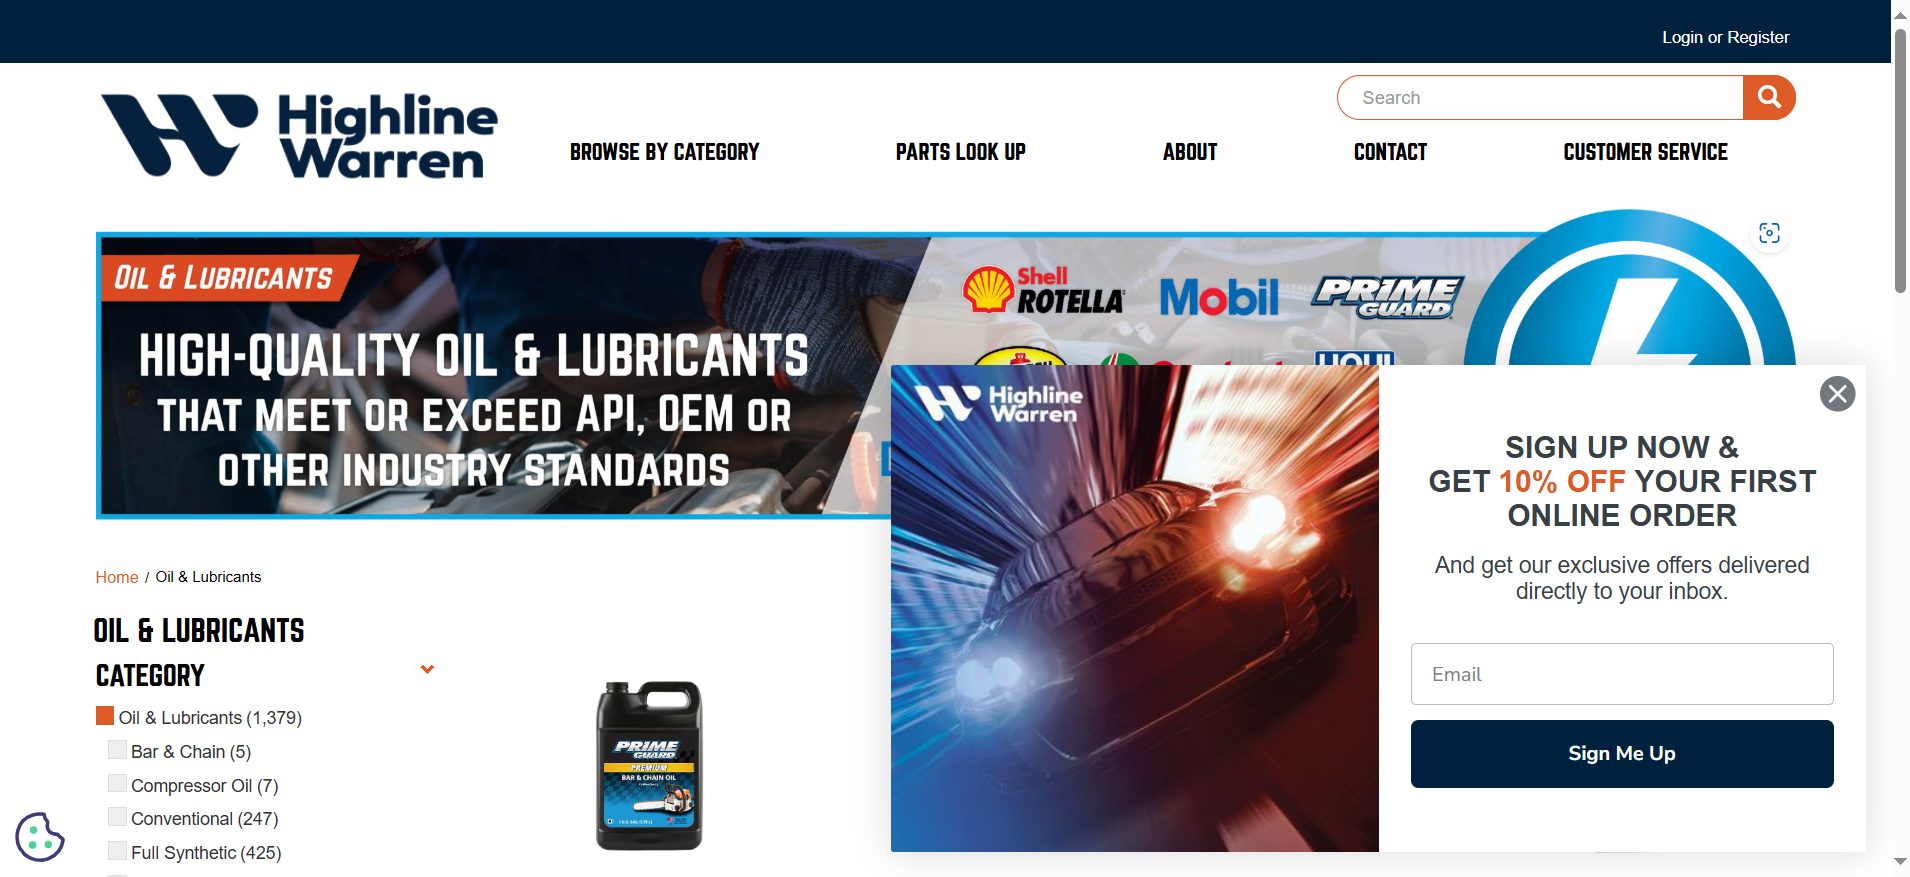 Login or Register
Highline
Warren
Search
BROWSE BY CATEGORY
PARTS LOOK UP
ABOUT
CONTACT
CUSTOMER SERVICE
OIL & LUBRICANTS
HIGH-QUALITY OIL & LUBRICANTS
THAT MEET OR EXCEED API, OEM OR
OTHER INDUSTRY STANDARDS
Shell
ROTELLA
Mobil
PRIME
GUARD
Highline
Warren
SIGN UP NOW &
GET 10% OFF YOUR FIRST
ONLINE ORDER
And get our exclusive offers delivered
directly to your inbox.
Email
Sign Me Up
Home / Oil & Lubricants
OIL & LUBRICANTS
CATEGORY
Oil & Lubricants (1,379)
Bar & Chain (5)
Compressor Oil (7)
Conventional (247)
Full Synthetic (425)
PRIME
GUARD
PREMIUM
BAR & CHAIN OIL